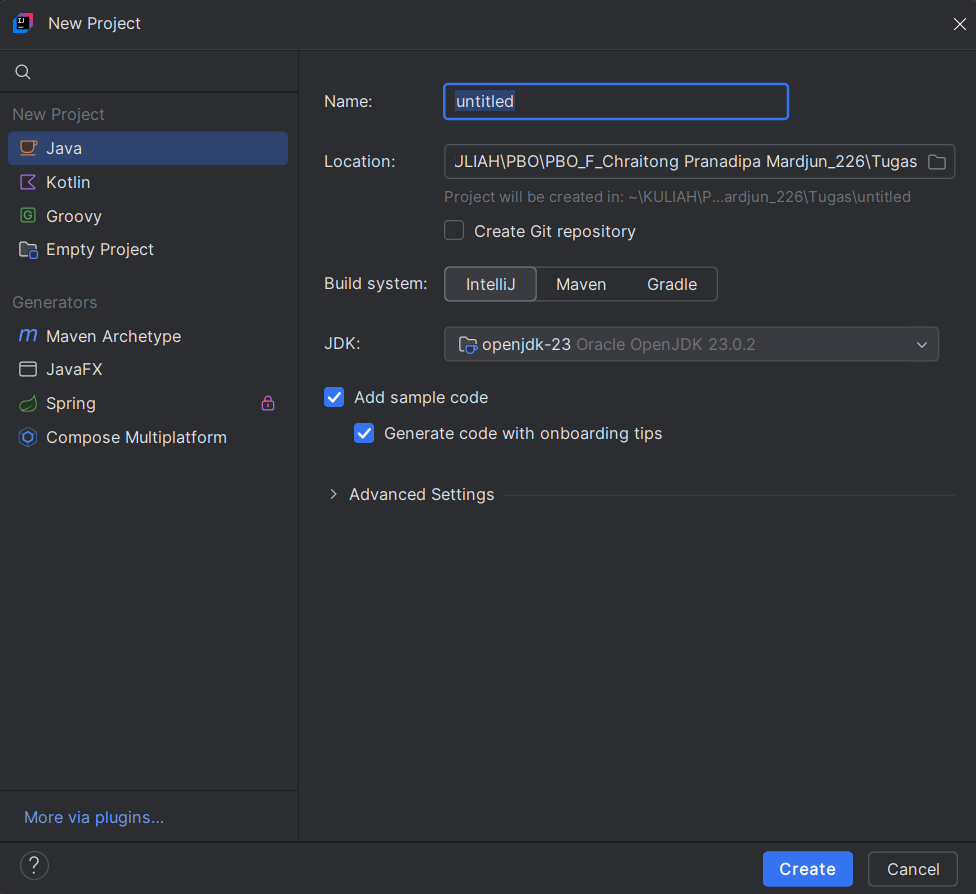 New Project
New Project
Java
Kotlin
Groovy
Empty Project
Generators
Maven Archetype
JavaFX
Spring
Compose Multiplatform
More via plugins...
Name: untitled
Location: JLIAH\PBO\PBO_F_Chraitong Pranadipa Mardjun_226\Tugas
Project will be created in: ~\KULIAH\P...ardjun_226\Tugas\untitled
Create Git repository
Build system: IntelliJ Maven Gradle
JDK: openjdk-23 Oracle OpenJDK 23.0.2
Add sample code
Generate code with onboarding tips
Advanced Settings
?
Create Cancel